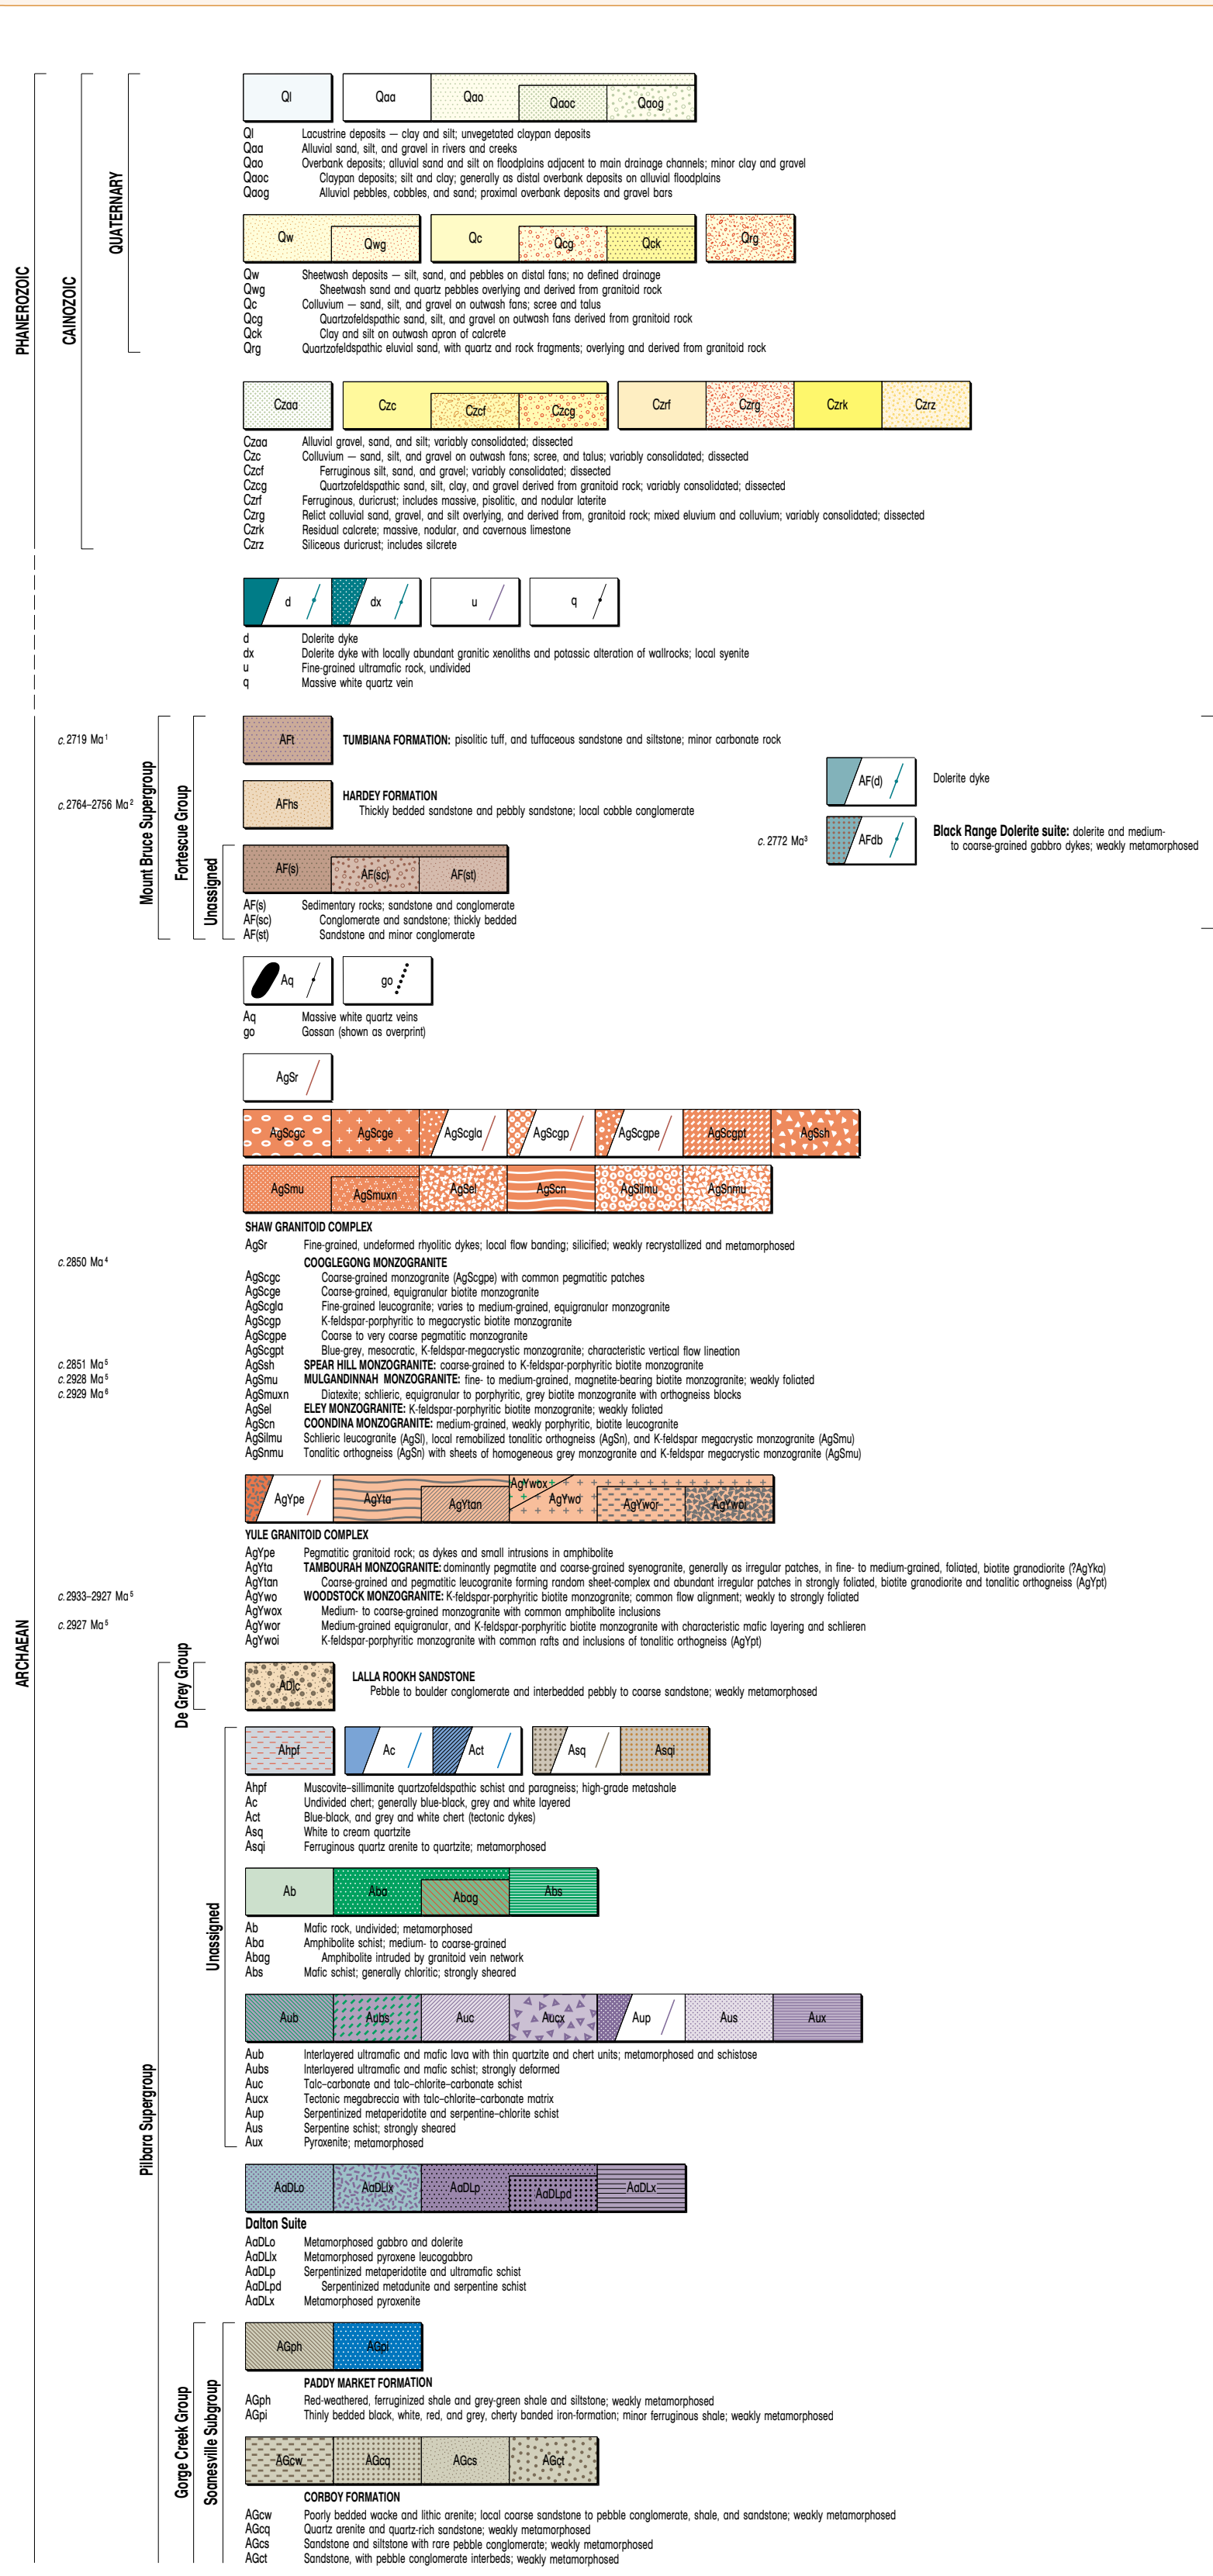 PHANEROZOIC
CAINOZOIC
QUATERNARY
Ql Qaa Qao Qaoc Qaog
Ql Lacustrine deposits — clay and silt; unvegetated claypan deposits
Qaa Alluvial sand, silt, and gravel in rivers and creeks
Qao Overbank deposits; alluvial sand and silt on floodplains adjacent to main drainage channels; minor clay and gravel
Qaoc Claypan deposits; silt and clay; generally as distal overbank deposits on alluvial floodplains
Qaog Alluvial pebbles, cobbles, and sand; proximal overbank deposits and gravel bars
Qw Qwg Qc Qcg Qck Qrg
Qw Sheetwash deposits — silt, sand, and pebbles on distal fans; no defined drainage
Qwg Sheetwash sand and quartz pebbles overlying and derived from granitoid rock
Qc Colluvium — sand, silt, and gravel on outwash fans; scree and talus
Qcg Quartzofeldspathic sand, silt, and gravel on outwash fans derived from granitoid rock
Qck Clay and silt on outwash apron of calcrete
Qrg Quartzofeldspathic eluvial sand, with quartz and rock fragments; overlying and derived from granitoid rock
Czaa Czc Czcf Czcg Czrf Czrg Czrk Czrz
Czaa Alluvial gravel, sand, and silt; variably consolidated; dissected
Czc Colluvium — sand, silt, and gravel on outwash fans; scree, and talus; variably consolidated; dissected
Czcf Ferruginous silt, sand, and gravel; variably consolidated; dissected
Czcg Quartzofeldspathic sand, silt, clay, and gravel derived from granitoid rock; variably consolidated; dissected
Czrf Ferruginous, duricrust; includes massive, pisolitic, and nodular laterite
Czrg Relict colluvial sand, gravel, and silt overlying, and derived from, granitoid rock; mixed eluvium and colluvium; variably consolidated; dissected
Czrk Residual calcrete; massive, nodular, and cavernous limestone
Czrz Siliceous duricrust; includes silcrete
d dx u q
d Dolerite dyke
dx Dolerite dyke with locally abundant granitic xenoliths and potassic alteration of wallrocks; local syenite
u Fine-grained ultramafic rock, undivided
q Massive white quartz vein
ARCHAEAN
Mount Bruce Supergroup
Fortescue Group
Unassigned
c. 2719 Ma 1 AFt TUMBIANA FORMATION: pisolitic tuff, and tuffaceous sandstone and siltstone; minor carbonate rock
AF(d) Dolerite dyke
c. 2764–2756 Ma 2 AFhs HARDEY FORMATION
Thickly bedded sandstone and pebbly sandstone; local cobble conglomerate
c. 2772 Ma3 AFdb Black Range Dolerite suite: dolerite and medium-
to coarse-grained gabbro dykes; weakly metamorphosed
AF(s) AF(sc) AF(st)
AF(s) Sedimentary rocks; sandstone and conglomerate
AF(sc) Conglomerate and sandstone; thickly bedded
AF(st) Sandstone and minor conglomerate
Aq go
Aq Massive white quartz veins
go Gossan (shown as overprint)
AgSr
AgScgc AgScge AgScgla AgScgp AgScgpe AgScgpt AgSsh
AgSmu AgSmuxn AgSel AgScn AgSilmu AgSnmu
SHAW GRANITOID COMPLEX
AgSr Fine-grained, undeformed rhyolitic dykes; local flow banding; silicified; weakly recrystallized and metamorphosed
c. 2850 Ma 4 COOGLEGONG MONZOGRANITE
AgScgc Coarse-grained monzogranite (AgScgpe) with common pegmatitic patches
AgScge Coarse-grained, equigranular biotite monzogranite
AgScgla Fine-grained leucogranite; varies to medium-grained, equigranular monzogranite
AgScgp K-feldspar-porphyritic to megacrystic biotite monzogranite
AgScgpe Coarse to very coarse pegmatitic monzogranite
AgScgpt Blue-grey, mesocratic, K-feldspar-megacrystic monzogranite; characteristic vertical flow lineation
c. 2851 Ma 5 AgSsh SPEAR HILL MONZOGRANITE: coarse-grained to K-feldspar-porphyritic biotite monzogranite
c. 2928 Ma 5 AgSmu MULGANDINNAH MONZOGRANITE: fine- to medium-grained, magnetite-bearing biotite monzogranite; weakly foliated
c. 2929 Ma 6 AgSmuxn Diatexite; schlieric, equigranular to porphyritic, grey biotite monzogranite with orthogneiss blocks
AgSel ELEY MONZOGRANITE: K-feldspar-porphyritic biotite monzogranite; weakly foliated
AgScn COONDINA MONZOGRANITE: medium-grained, weakly porphyritic, biotite leucogranite
AgSilmu Schlieric leucogranite (AgSl), local remobilized tonalitic orthogneiss (AgSn), and K-feldspar megacrystic monzogranite (AgSmu)
AgSnmu Tonalitic orthogneiss (AgSn) with sheets of homogeneous grey monzogranite and K-feldspar megacrystic monzogranite (AgSmu)
AgYpe AgYta AgYtan AgYwox AgYwo AgYwor AgYwoi
YULE GRANITOID COMPLEX
AgYpe Pegmatitic granitoid rock; as dykes and small intrusions in amphibolite
AgYta TAMBOURAH MONZOGRANITE: dominantly pegmatite and coarse-grained syenogranite, generally as irregular patches, in fine- to medium-grained, foliated, biotite granodiorite (?AgYka)
AgYtan Coarse-grained and pegmatitic leucogranite forming random sheet-complex and abundant irregular patches in strongly foliated, biotite granodiorite and tonalitic orthogneiss (AgYpt)
c. 2933–2927 Ma 5 AgYwo WOODSTOCK MONZOGRANITE: K-feldspar-porphyritic biotite monzogranite; common flow alignment; weakly to strongly foliated
AgYwox Medium- to coarse-grained monzogranite with common amphibolite inclusions
c. 2927 Ma 5 AgYwor Medium-grained equigranular, and K-feldspar-porphyritic biotite monzogranite with characteristic mafic layering and schlieren
AgYwoi K-feldspar-porphyritic monzogranite with common rafts and inclusions of tonalitic orthogneiss (AgYpt)
Pilbara Supergroup
De Grey Group
ADlc LALLA ROOKH SANDSTONE
Pebble to boulder conglomerate and interbedded pebbly to coarse sandstone; weakly metamorphosed
Unassigned
Ahpf Ac Act Asq Asqi
Ahpf Muscovite–sillimanite quartzofeldspathic schist and paragneiss; high-grade metashale
Ac Undivided chert; generally blue-black, grey and white layered
Act Blue-black, and grey and white chert (tectonic dykes)
Asq White to cream quartzite
Asqi Ferruginous quartz arenite to quartzite; metamorphosed
Ab Aba Abag Abs
Ab Mafic rock, undivided; metamorphosed
Aba Amphibolite schist; medium- to coarse-grained
Abag Amphibolite intruded by granitoid vein network
Abs Mafic schist; generally chloritic; strongly sheared
Aub Aubs Auc Aucx Aup Aus Aux
Aub Interlayered ultramafic and mafic lava with thin quartzite and chert units; metamorphosed and schistose
Aubs Interlayered ultramafic and mafic schist; strongly deformed
Auc Talc–carbonate and talc–chlorite–carbonate schist
Aucx Tectonic megabreccia with talc–chlorite–carbonate matrix
Aup Serpentinized metaperidotite and serpentine–chlorite schist
Aus Serpentine schist; strongly sheared
Aux Pyroxenite; metamorphosed
AaDLo AaDLlx AaDLp AaDLpd AaDLx
Dalton Suite
AaDLo Metamorphosed gabbro and dolerite
AaDLlx Metamorphosed pyroxene leucogabbro
AaDLp Serpentinized metaperidotite and ultramafic schist
AaDLpd Serpentinized metadunite and serpentine schist
AaDLx Metamorphosed pyroxenite
Gorge Creek Group
Soanesville Subgroup
AGph AGpi
PADDY MARKET FORMATION
AGph Red-weathered, ferruginized shale and grey-green shale and siltstone; weakly metamorphosed
AGpi Thinly bedded black, white, red, and grey, cherty banded iron-formation; minor ferruginous shale; weakly metamorphosed
AGcw AGcq AGcs AGct
CORBOY FORMATION
AGcw Poorly bedded wacke and lithic arenite; local coarse sandstone to pebble conglomerate, shale, and sandstone; weakly metamorphosed
AGcq Quartz arenite and quartz-rich sandstone; weakly metamorphosed
AGcs Sandstone and siltstone with rare pebble conglomerate; weakly metamorphosed
AGct Sandstone, with pebble conglomerate interbeds; weakly metamorphosed